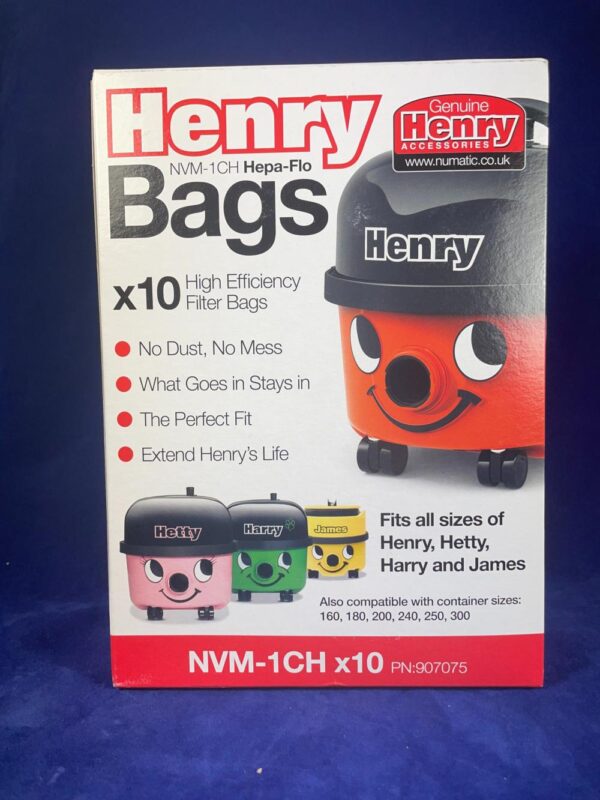 Henry
Genuine
Henry
ACCESSORIES
www.numatic.co.uk
NVM-1CH Hepa-Flo
Bags
Henry
x10 High Efficiency
Filter Bags
No Dust, No Mess
What Goes in Stays in
The Perfect Fit
Extend Henry's Life
Hetty
Harry
James
Fits all sizes of
Henry, Hetty,
Harry and James
Also compatible with container sizes:
160, 180, 200, 240, 250, 300
NVM-1CH x10 PN:907075